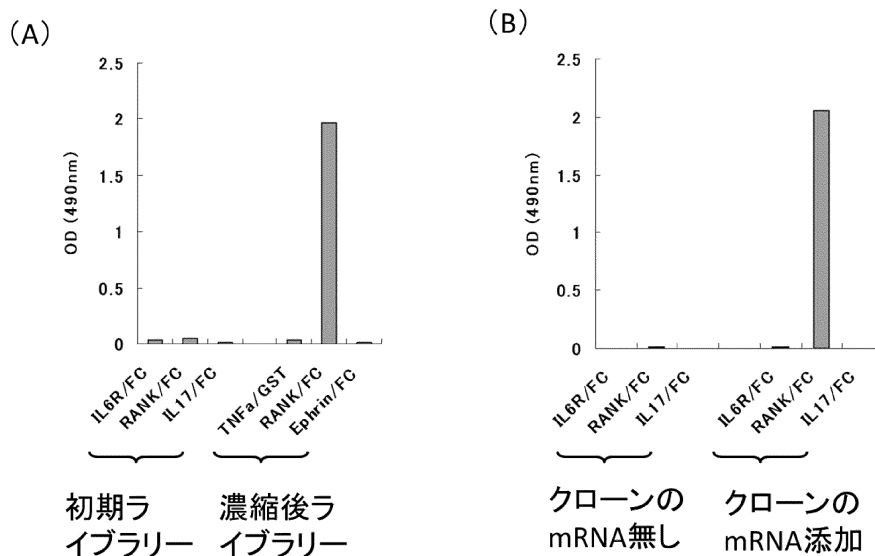 (A)
2.5
2
1.5
1
0.5
0
OD (490nm)
IL6R/FC
RANK/FC
IL17/FC
TNFa/GST
RANK/FC
Ephrin/FC
初期ラ
イブラリー
濃縮後ラ
イブラリー
(B)
2.5
2
1.5
1
0.5
0
OD (490nm)
IL6R/FC
RANK/FC
IL17/FC
IL6R/FC
RANK/FC
IL17/FC
クローンの
mRNA無し
クローンの
mRNA添加